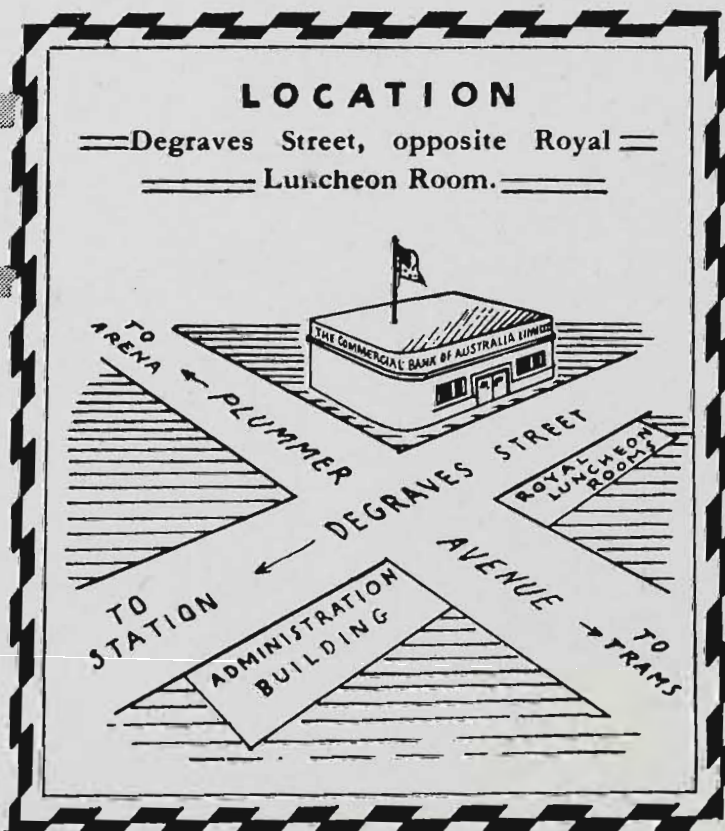 LOCATION
Degraves Street, opposite Royal
Luncheon Room.
THE COMMERCIAL BANK OF AUSTRALIA LIMITED
TO
ARENA
← PLUMMER
← DEGRAVES STREET
ROYAL
LUNCHEON
ROOMS
AVENUE → TO
TRAMS
TO
STATION
ADMINISTRATION
BUILDING